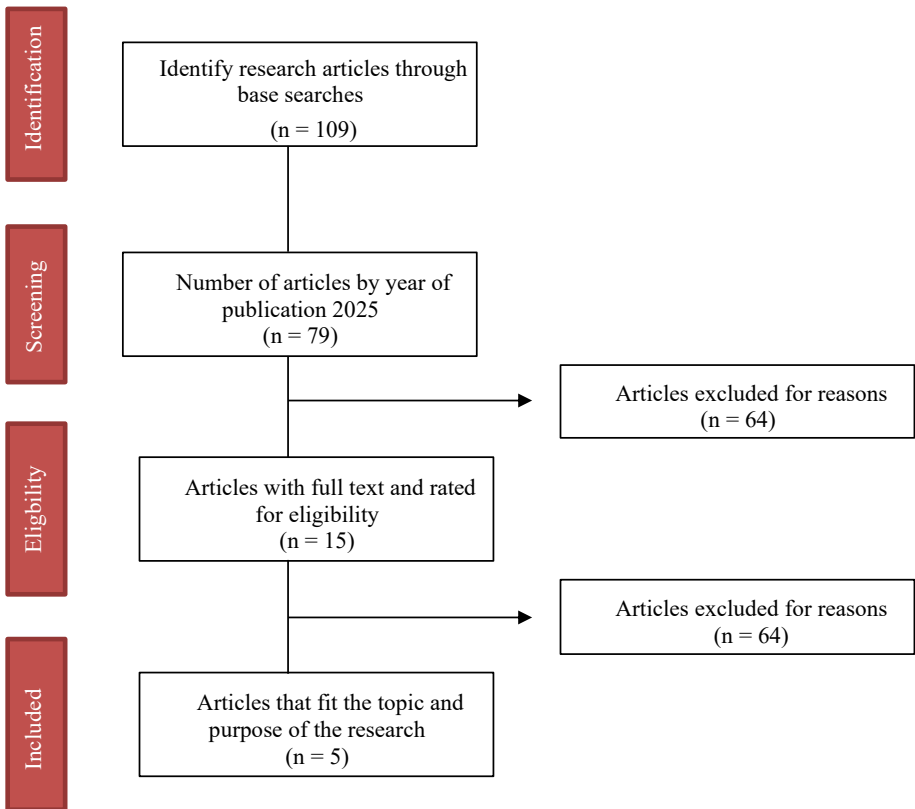 Identification
Identify research articles through
base searches
(n = 109)
Screening
Number of articles by year of
publication 2025
(n = 79)
Articles excluded for reasons
(n = 64)
Eligbility
Articles with full text and rated
for eligibility
(n = 15)
Articles excluded for reasons
(n = 64)
Included
Articles that fit the topic and
purpose of the research
(n = 5)